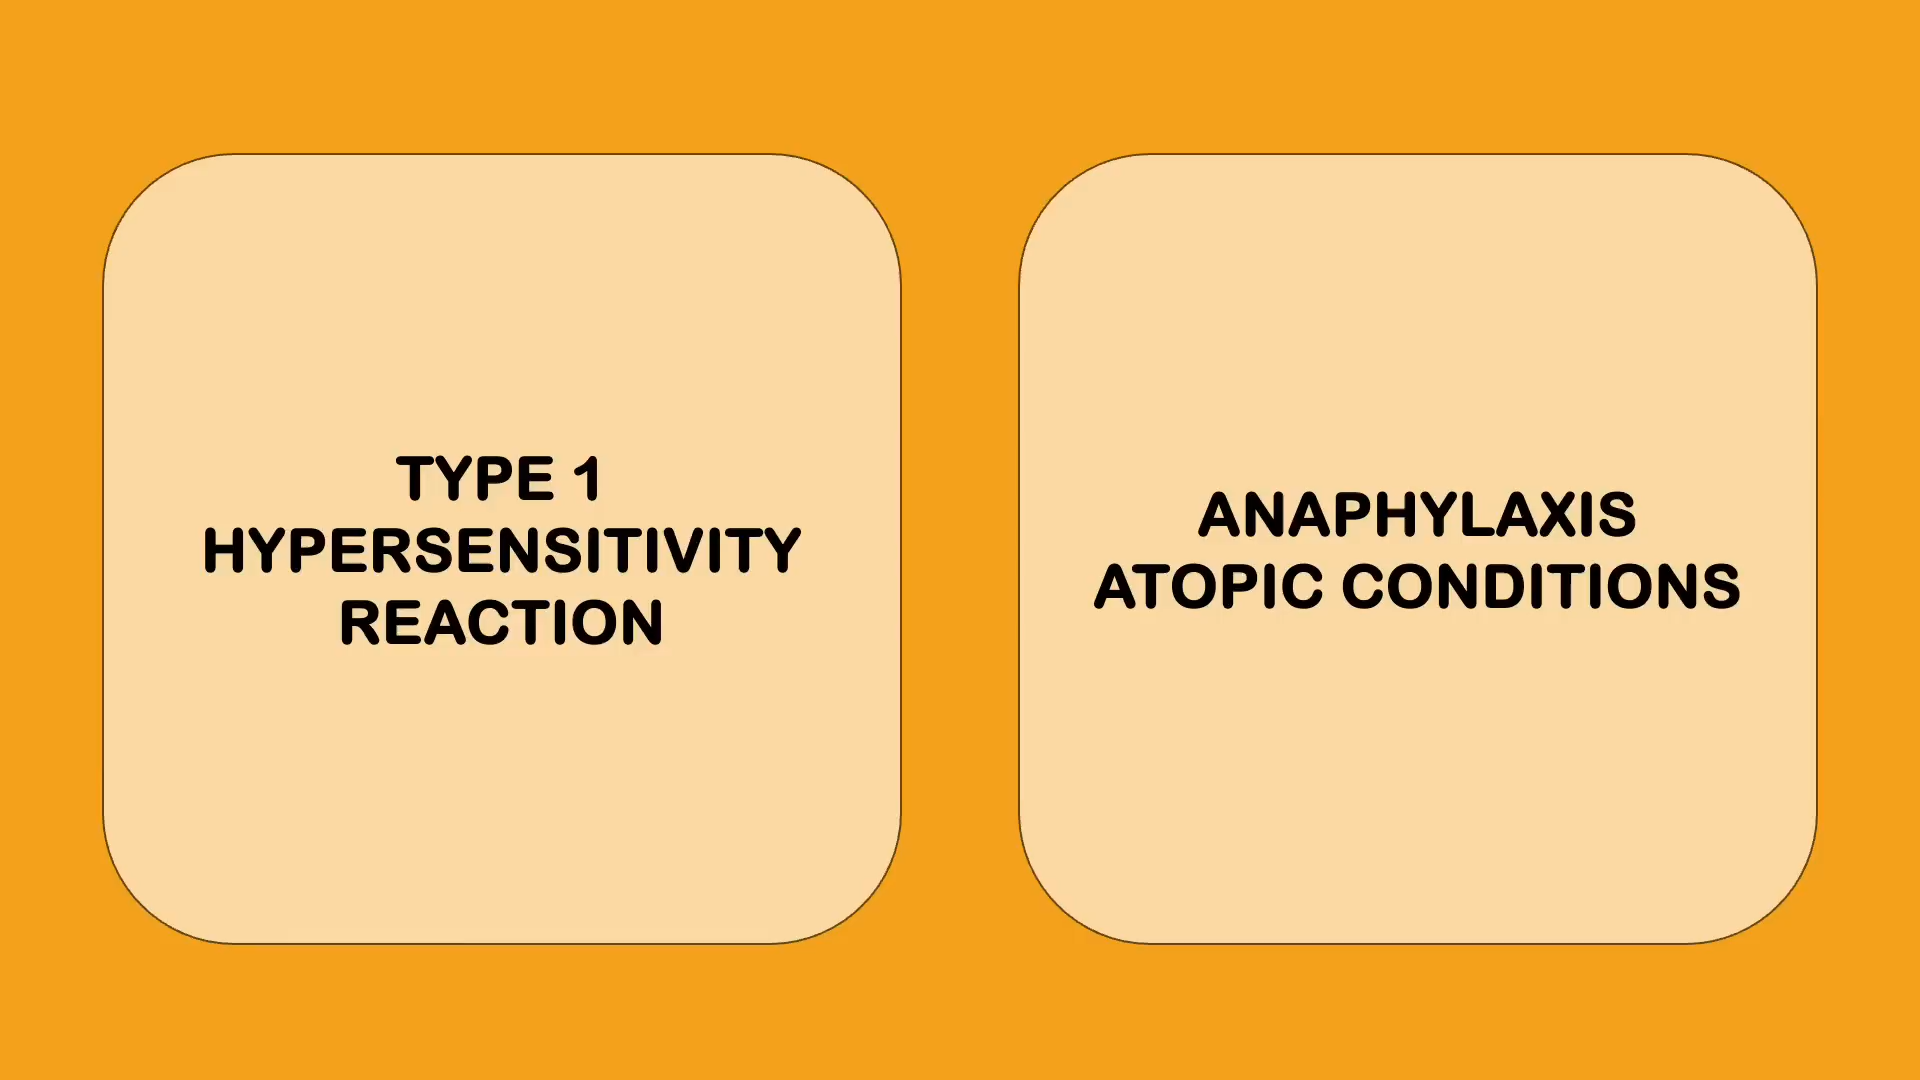 TYPE 1
HYPERSENSITIVITY
REACTION
ANAPHYLAXIS
ATOPIC CONDITIONS